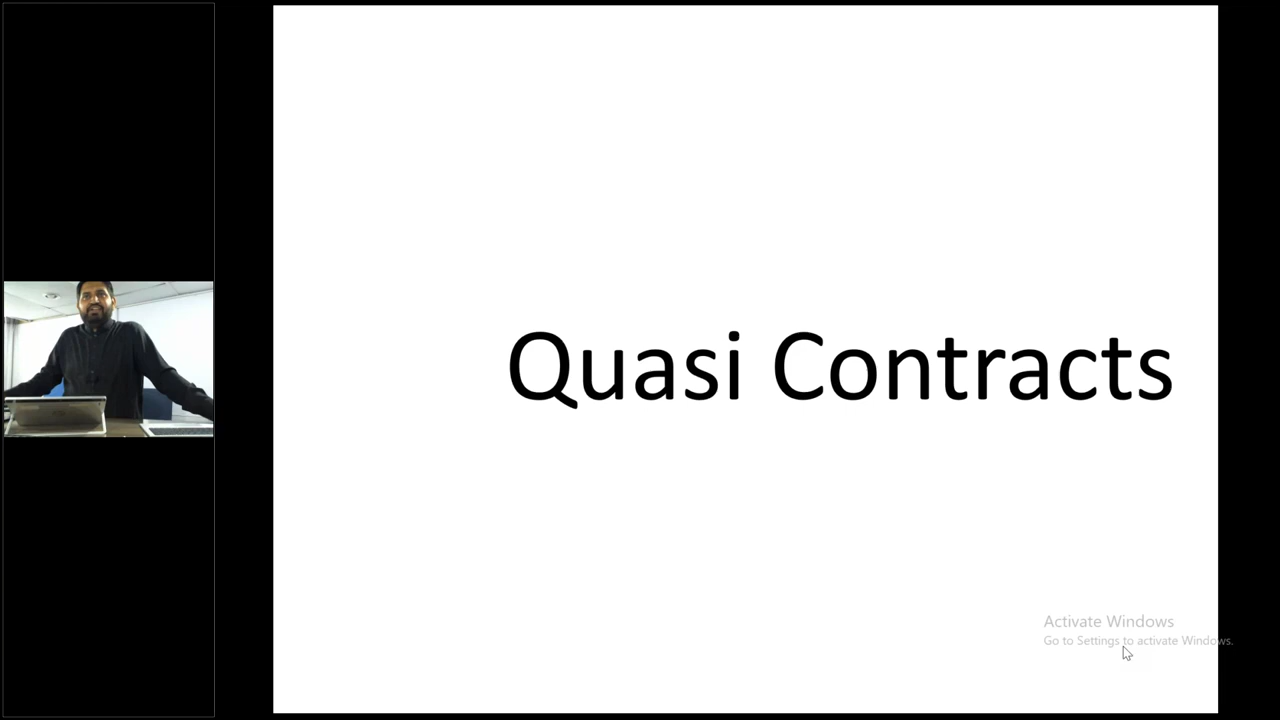 Quasi Contracts
Activate Windows
Go to Settings to activate Windows.